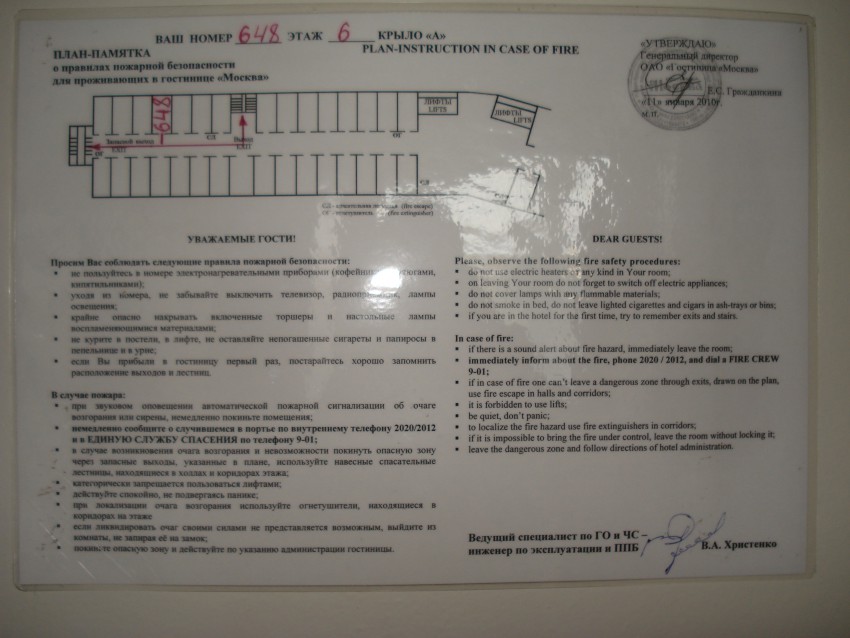 ВАШ НОМЕР 648 ЭТАЖ 6 КРЫЛО «А»
ПЛАН-ПАМЯТКА
о правилах пожарной безопасности
для проживающих в гостинице «Москва»
PLAN-INSTRUCTION IN CASE OF FIRE
«УТВЕРЖДАЮ»
Генеральный директор
ОАО «Гостиница «Москва»
Е.С. Гражданкина
«11» января 2010г.
м.п.
648
ЛИФТЫ
LIFTS
ЛИФТЫ
LIFTS
Выход
EXIT
EXIT
(fire escape)
(fire extinguisher)
УВАЖАЕМЫЕ ГОСТИ!
Просим Вас соблюдать следующие правила пожарной безопасности:
не пользуйтесь в номере электронагревательными приборами
кипятильниками);
уходя из номера, не забывайте выключить телевизор, лампы
освещения;
крайне опасно накрывать включенные торшеры и настольные лампы
воспламеняющимися материалами;
не курите в постели, в лифте, не оставляйте непогашенные сигареты и папиросы в
пепельнице и в урне;
если Вы прибыли в гостиницу первый раз, постарайтесь хорошо запомнить
расположение выходов и лестниц.
В случае пожара:
при звуковом оповещении автоматической пожарной сигнализации об очаге
возгорания или сирены, немедленно покиньте помещения;
немедленно сообщите о случившемся в портье по внутреннему телефону 2020/2012
и в ЕДИНУЮ СЛУЖБУ СПАСЕНИЯ по телефону 9-01;
в случае возникновения очага возгорания и невозможности покинуть опасную зону
через запасные выходы, указанные в плане, используйте навесные спасательные
лестницы, находящиеся в холлах и коридорах этажа;
категорически запрещается пользоваться лифтами;
действуйте спокойно, не подвергаясь панике;
при локализации очага возгорания используйте огнетушители, находящиеся в
коридорах на этаже
если ликвидировать очаг своими силами не представляется возможным, выйдите из
комнаты, не запирая её на замок;
покиньте опасную зону и действуйте по указанию администрации гостиницы.
DEAR GUESTS!
Please, observe the following fire safety procedures:
do not use electric heaters of any kind in Your room;
on leaving Your room do not forget to switch off electric appliances;
do not cover lamps with any flummable materials;
do not smoke in bed, do not leave lighted cigarettes and cigars in ash-trays or bins;
if you are in the hotel for the first time, try to remember exits and stairs.
In case of fire:
if there is a sound alert about fire hazard, immediately leave the room;
immediately inform about the fire, phone 2020 / 2012, and dial a FIRE CREW
9-01;
if in case of fire one can't leave a dangerous zone through exits, drawn on the plan,
use fire escape in halls and corridors;
it is forbidden to use lifts;
be quiet, don't panic;
to localize the fire hazard use fire extinguishers in corridors;
if it is impossible to bring the fire under control, leave the room without locking it;
leave the dangerous zone and follow directions of hotel administration.
Ведущий специалист по ГО и ЧС –
инженер по эксплуатации и ППБ
В.А. Христенко